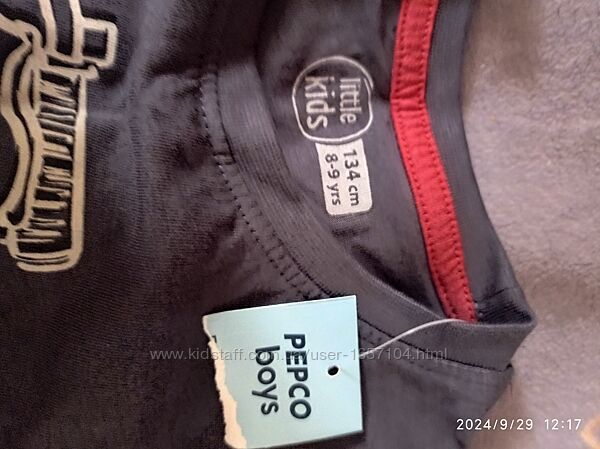 little
kids
134 cm
8-9 yrs
PEPCO
boys
www.kidstaff.com.ua/user-1387104.html
2024/9/29 12:17